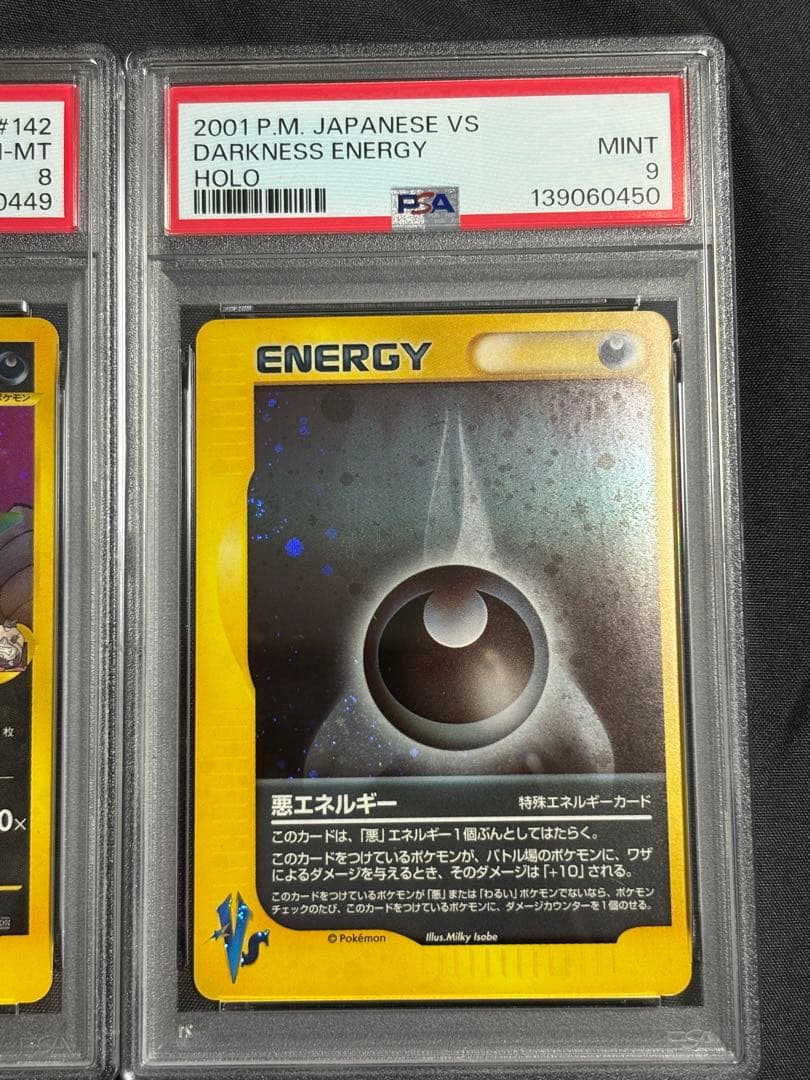 #142
-MT
8
0449
ポケモン
枚
0×
2001 P.M. JAPANESE VS
DARKNESS ENERGY
HOLO
MINT
9
139060450
PSA
ENERGY
悪エネルギー
特殊エネルギーカード
このカードは、「悪」エネルギー1個ぶんとしてはたらく。
このカードをつけているポケモンが、バトル場のポケモンに、ワザ
によるダメージを与えるとき、そのダメージは「+10」される。
このカードをつけているポケモンが「悪」または「わるい」ポケモンでないなら、ポケモン
チェックのたび、このカードをつけているポケモンに、ダメージカウンターを1個のせる。
VS
© Pokémon
Illus.Milky Isobe
PSA
PSA